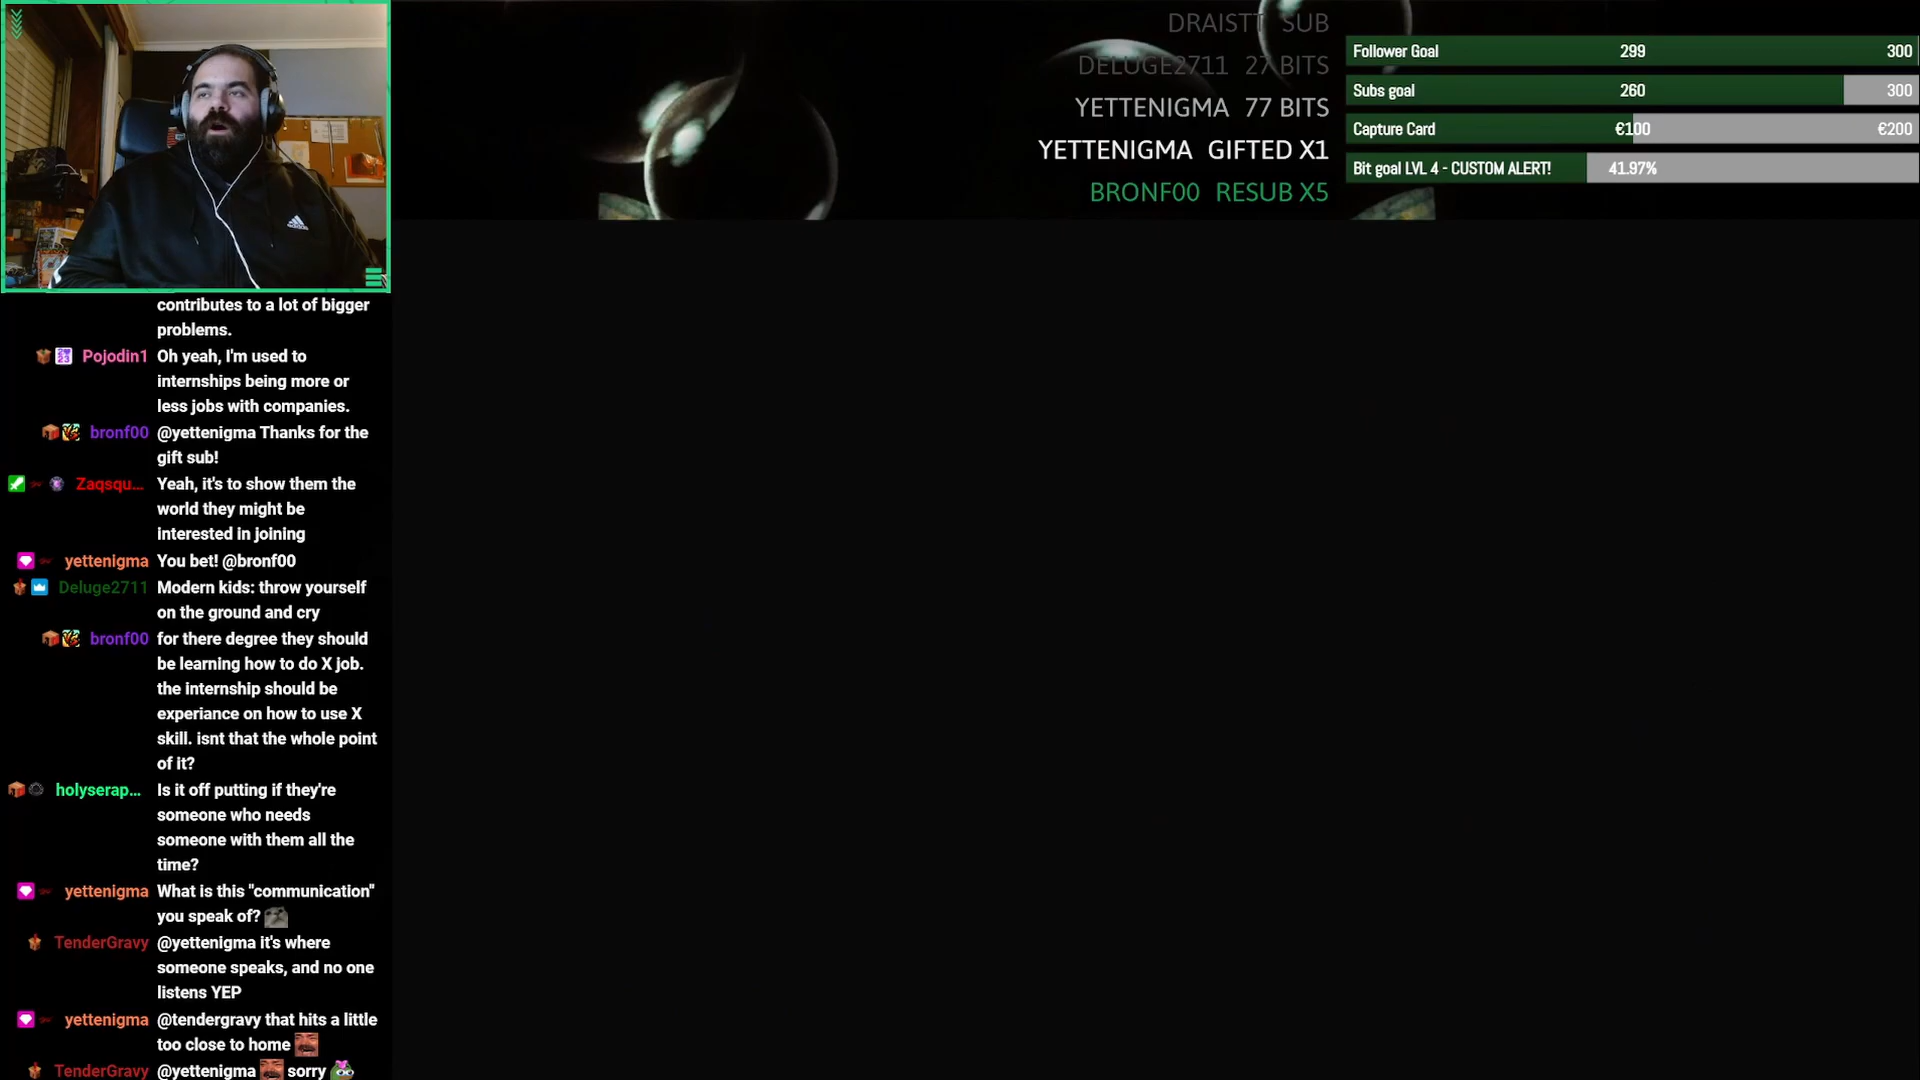 DRAISTT SUB
DELUGE2711 27 BITS
YETTENIGMA 77 BITS
YETTENIGMA GIFTED X1
BRONF00 RESUB X5
Follower Goal 299 300
Subs goal 260 300
Capture Card €100 €200
Bit goal LVL 4 - CUSTOM ALERT! 41.97%
adidas
contributes to a lot of bigger
problems.
Pojodin1 Oh yeah, I'm used to
internships being more or
less jobs with companies.
bronf00 @yettenigma Thanks for the
gift sub!
Zaqsqu... Yeah, it's to show them the
world they might be
interested in joining
yettenigma You bet! @bronf00
Deluge2711 Modern kids: throw yourself
on the ground and cry
bronf00 for there degree they should
be learning how to do X job.
the internship should be
experiance on how to use X
skill. isnt that the whole point
of it?
holyserap... Is it off putting if they're
someone who needs
someone with them all the
time?
yettenigma What is this "communication"
you speak of?
TenderGravy @yettenigma it's where
someone speaks, and no one
listens YEP
yettenigma @tendergravy that hits a little
too close to home
TenderGravy @yettenigma sorry